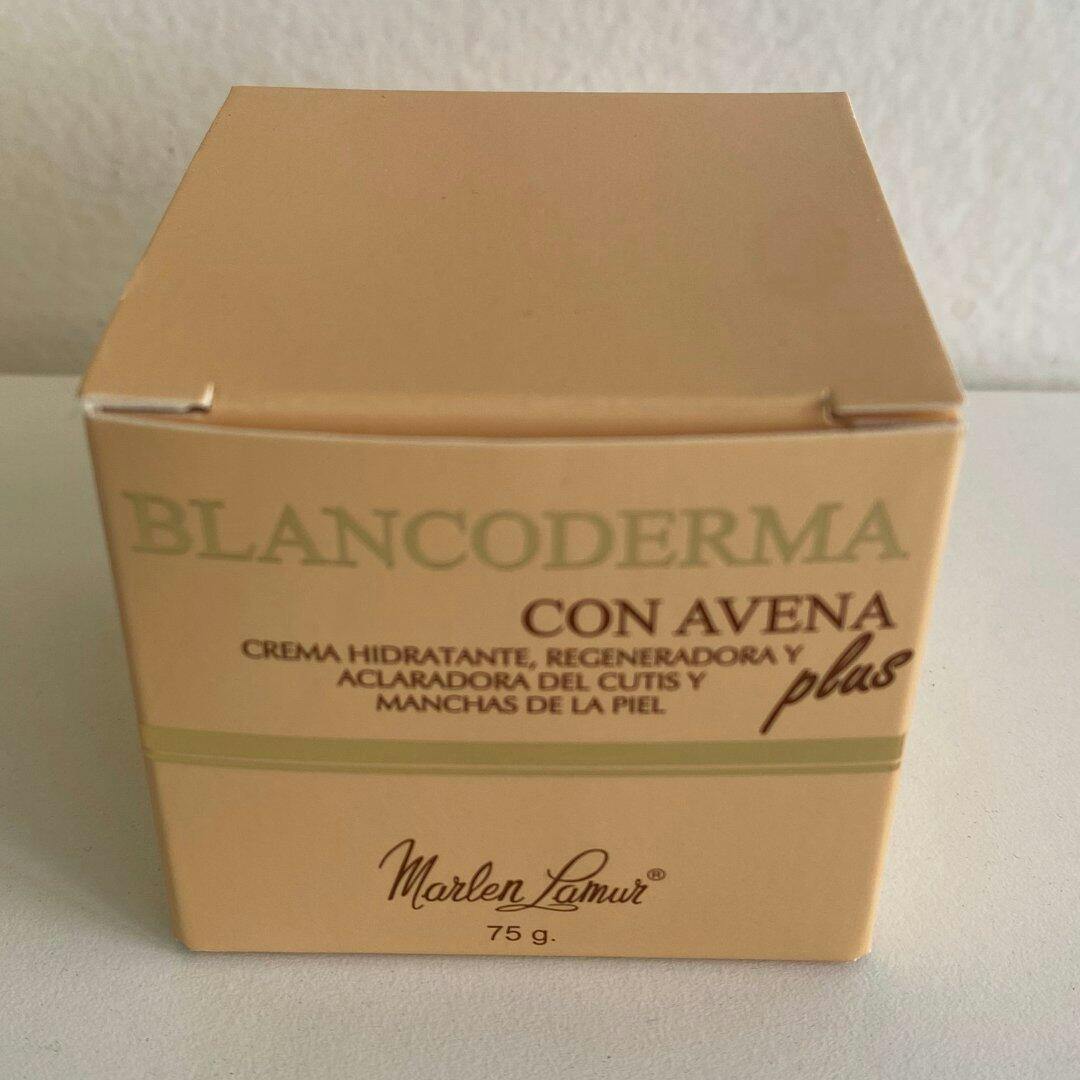 BLANCODERMA
CON AVENA
plus
CREMA HIDRATANTE, REGENERADORA Y
ACLARADORA DEL CUTIS Y
MANCHAS DE LA PIEL
Marlen Lamur®
75 g.